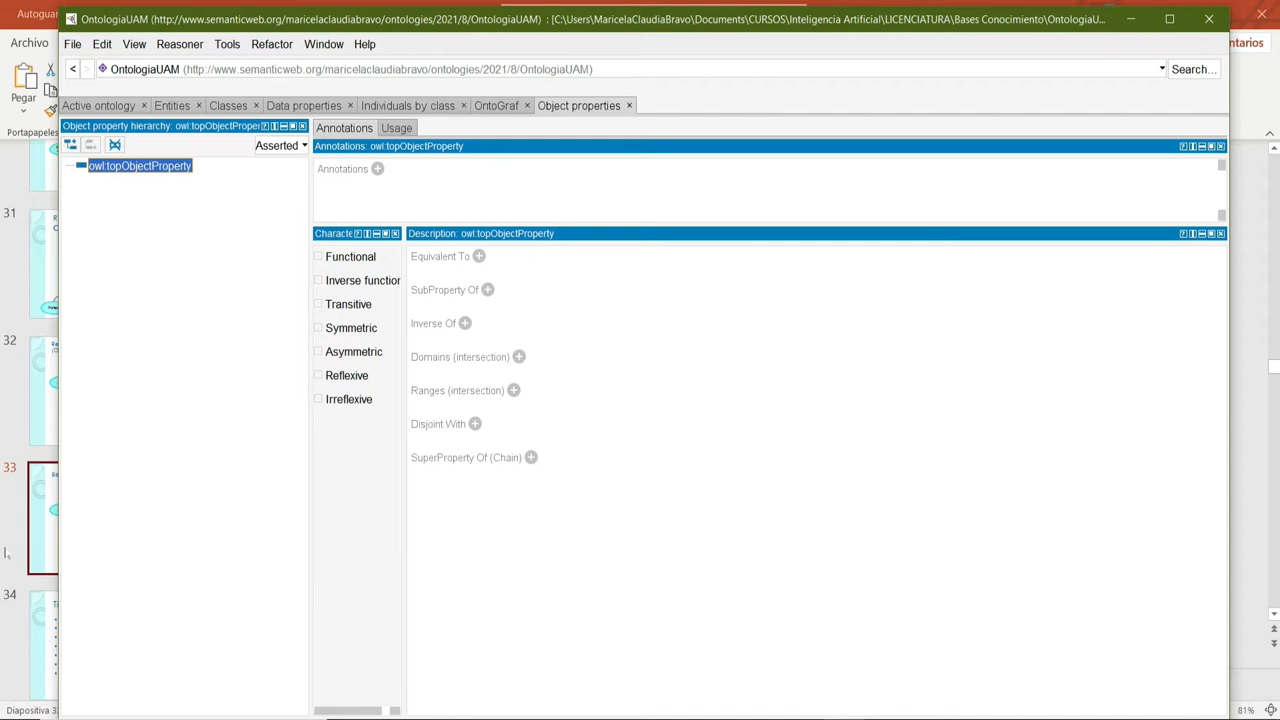 Autoguar
OntologiaUAM (http://www.semanticweb.org/maricelaclaudiabravo/ontologies/2021/8/OntologiaUAM) : [C:\Users\MaricelaClaudiaBravo\Documents\CURSOS\Inteligencia Artificial\LICENCIATURA\Bases Conocimiento\OntologiaU...
Archivo
File Edit View Reasoner Tools Refactor Window Help
ntarios
< > OntologiaUAM (http://www.semanticweb.org/maricelaclaudiabravo/ontologies/2021/8/OntologiaUAM) Search...
Pegar
Active ontology × Entities × Classes × Data properties × Individuals by class × OntoGraf × Object properties ×
Portapapeles
Object property hierarchy: owl:topObjectProper
Annotations Usage
Asserted
Annotations: owl:topObjectProperty
owl:topObjectProperty
Annotations
Characte
Description: owl:topObjectProperty
Functional
Inverse function
Transitive
Symmetric
Asymmetric
Reflexive
Irreflexive
Equivalent To
SubProperty Of
Inverse Of
Domains (intersection)
Ranges (intersection)
Disjoint With
SuperProperty Of (Chain)
31
32
33
34
Diapositiva 3
81%